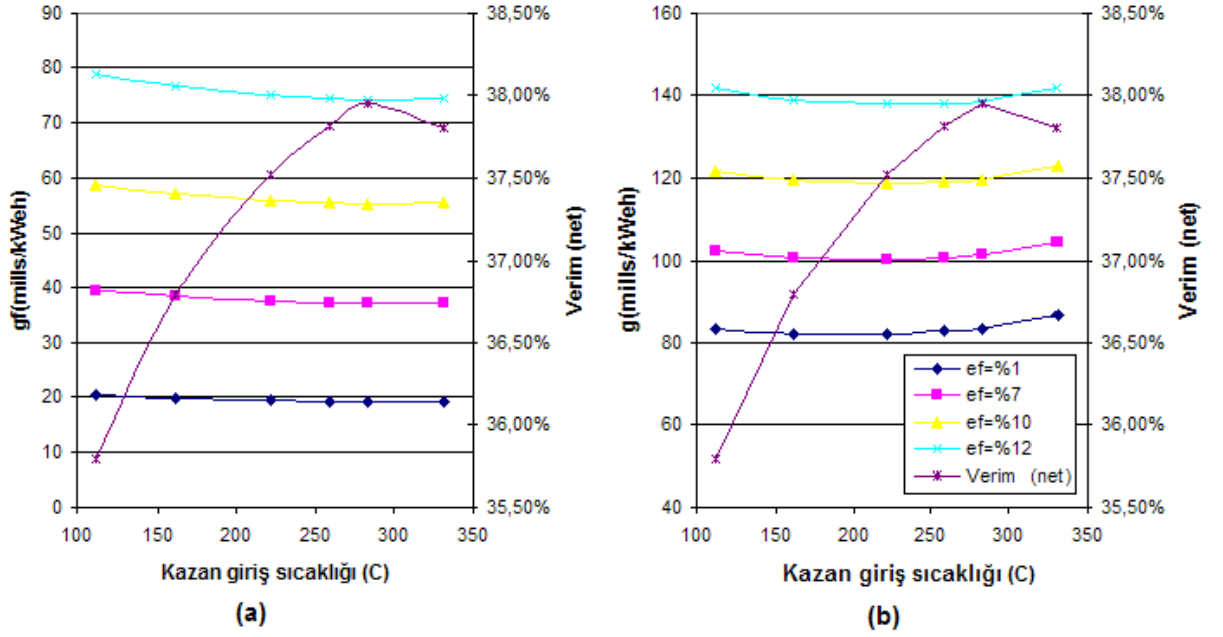 90
80
70
60
50
40
30
20
10
0
gf(mills/kWeh)
38,50%
38,00%
37,50%
37,00%
36,50%
36,00%
35,50%
Verim (net)
100 150 200 250 300 350
Kazan giriş sıcaklığı (C)
(a)
160
140
120
100
80
60
40
g(mills/kWeh)
38,50%
38,00%
37,50%
37,00%
36,50%
36,00%
35,50%
Verim (net)
ef=%1
ef=%7
ef=%10
ef=%12
Verim (net)
100 150 200 250 300 350
Kazan giriş sıcaklığı (C)
(b)